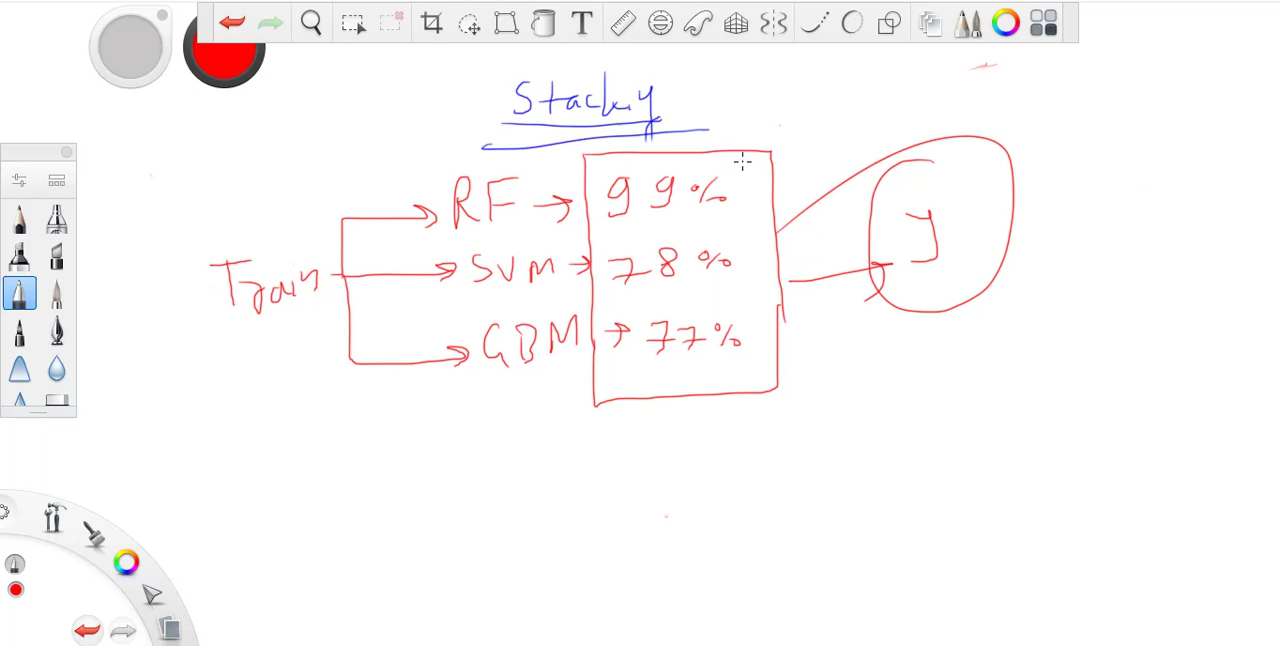 Stacking
RF → 99%
Train SVM → 78%
GBM → 77%
y
T